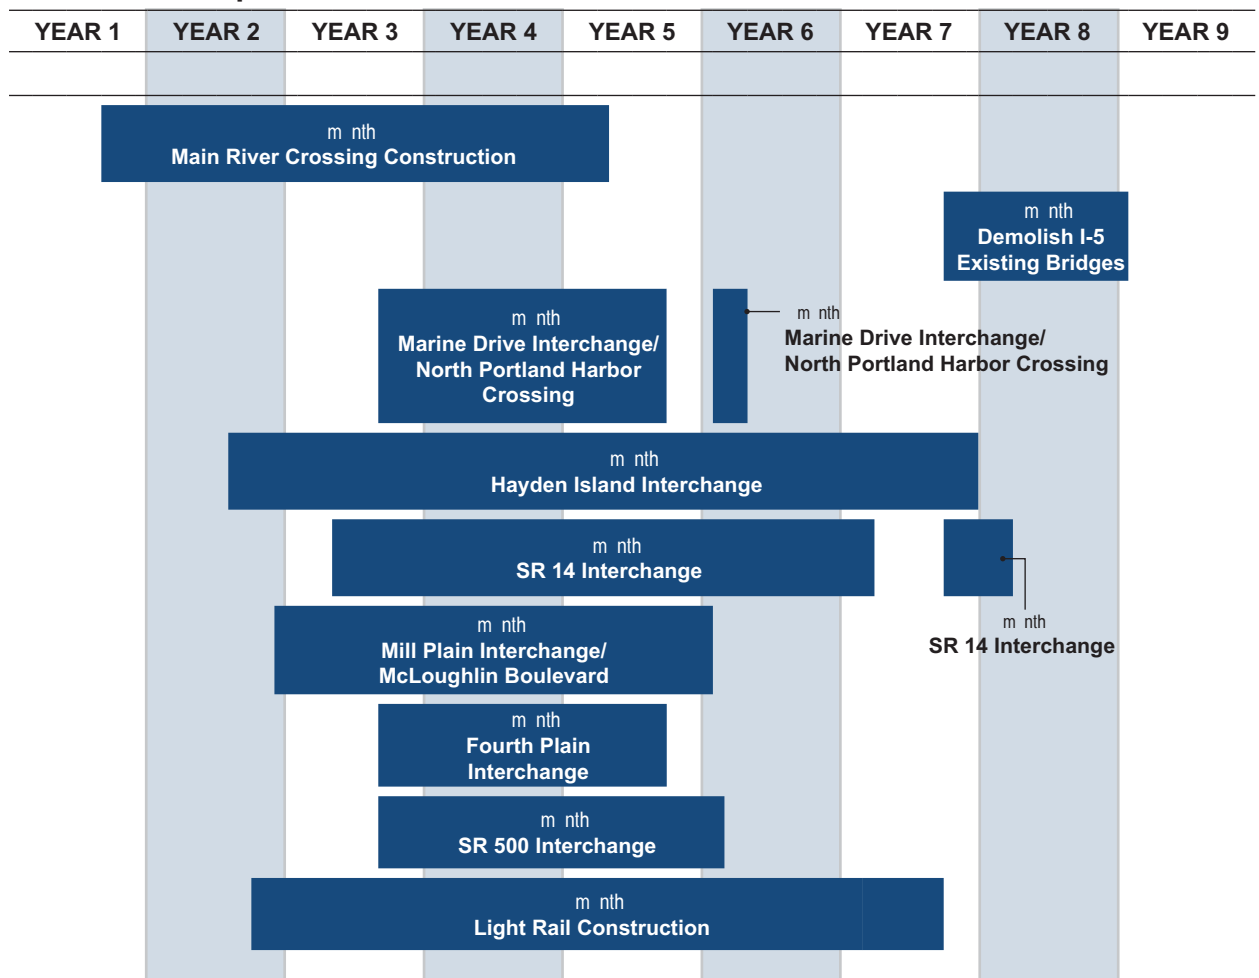 YEAR 1 YEAR 2 YEAR 3 YEAR 4 YEAR 5 YEAR 6 YEAR 7 YEAR 8 YEAR 9
m nth
Main River Crossing Construction
m nth
Demolish I-5
Existing Bridges
m nth
Marine Drive Interchange/
North Portland Harbor
Crossing
m nth
Marine Drive Interchange/
North Portland Harbor Crossing
m nth
Hayden Island Interchange
m nth
SR 14 Interchange
m nth
SR 14 Interchange
m nth
Mill Plain Interchange/
McLoughlin Boulevard
m nth
Fourth Plain
Interchange
m nth
SR 500 Interchange
m nth
Light Rail Construction